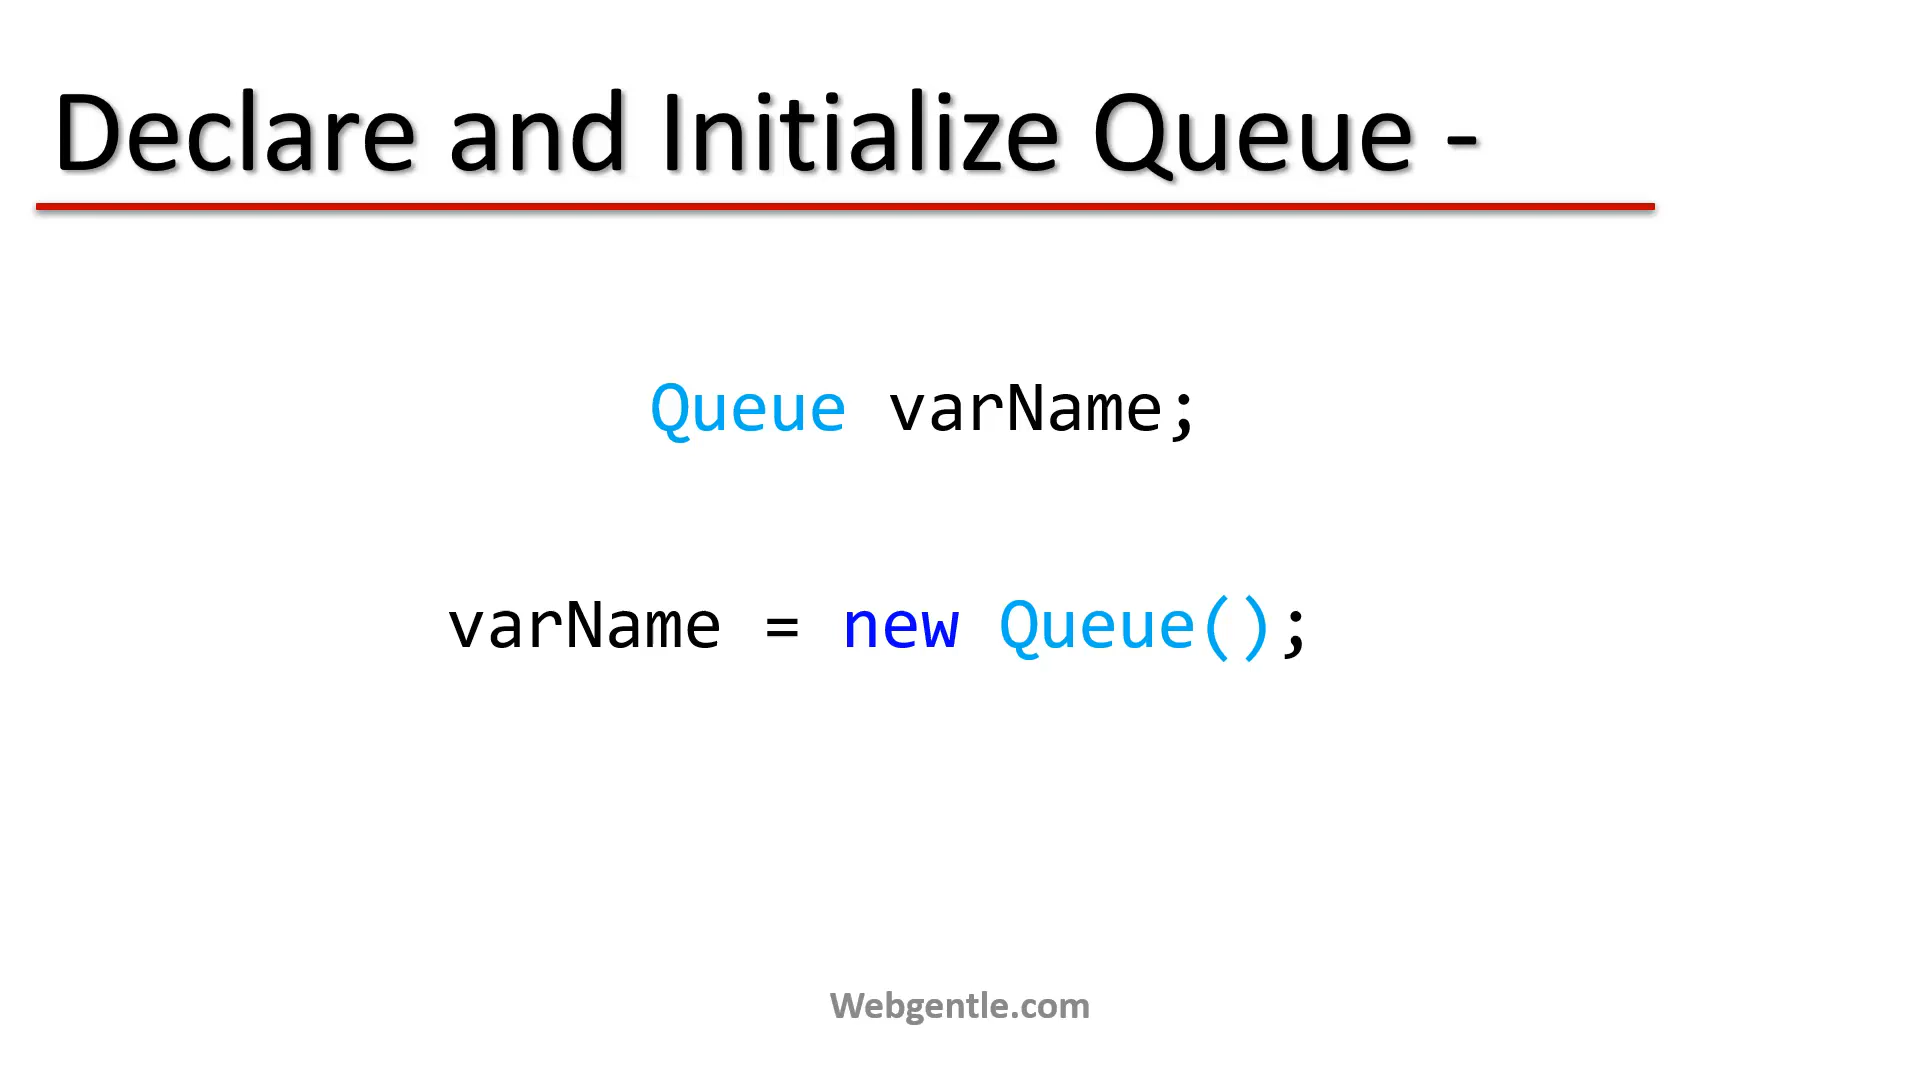 Declare and Initialize Queue -
Queue varName;
varName = new Queue();
Webgentle.com